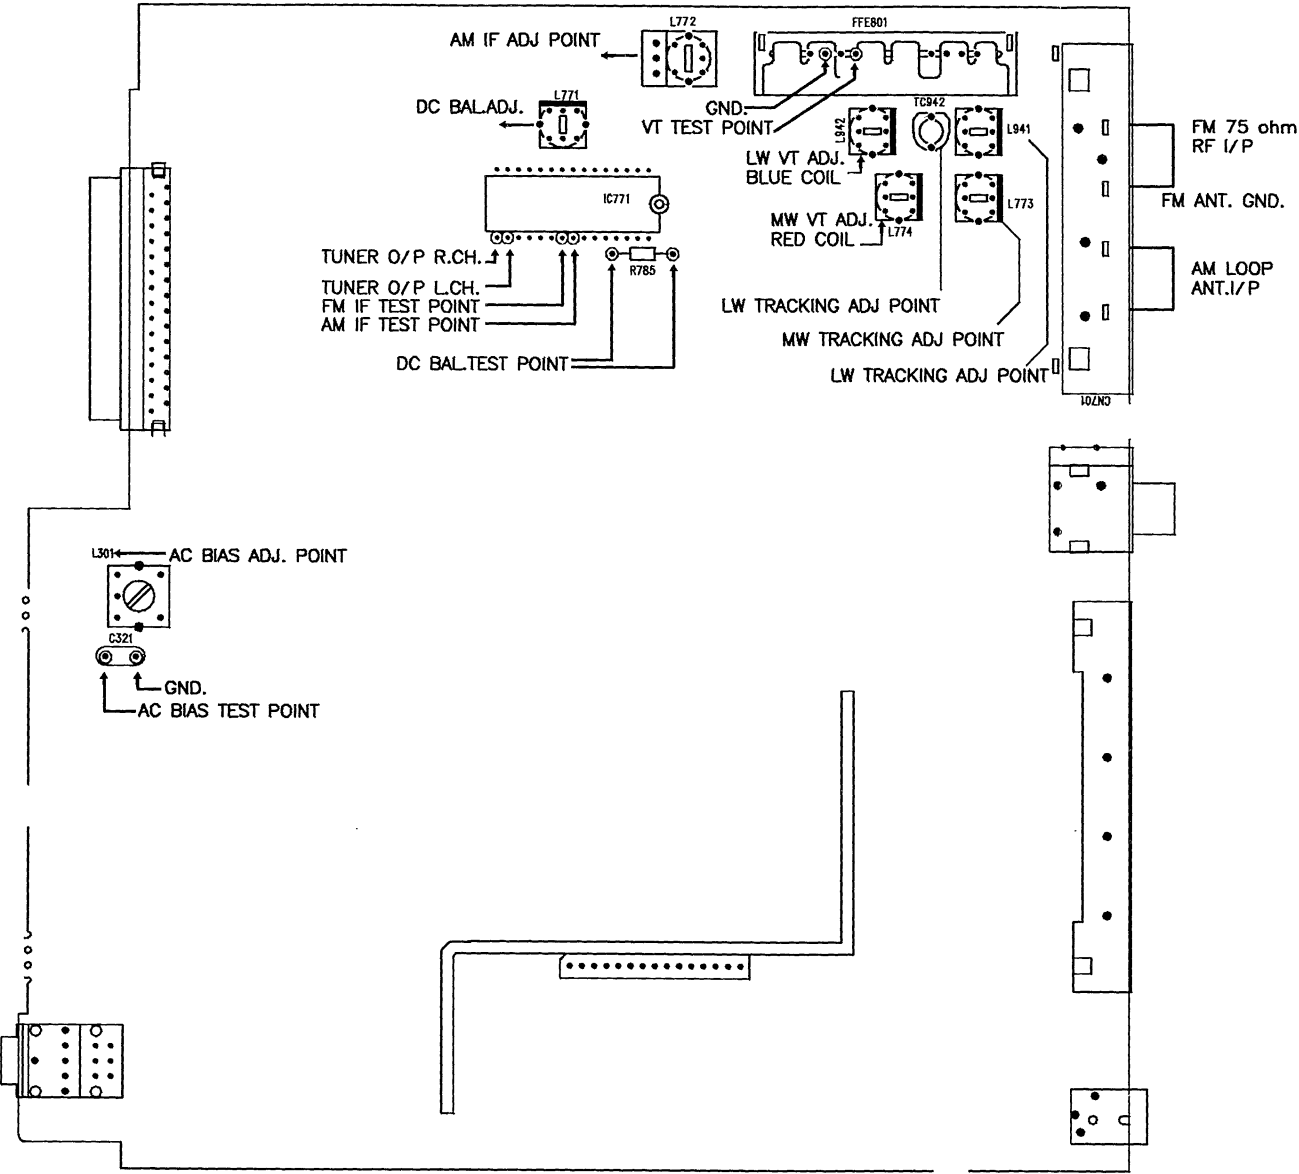 L772
FFE801
AM IF ADJ POINT
L771
DC BAL.ADJ.
GND.
VT TEST POINT
TC942
L942
L941
LW VT ADJ.
BLUE COIL
FM 75 ohm
RF I/P
FM ANT. GND.
IC771
L773
MW VT ADJ.
RED COIL
L774
TUNER O/P R.CH.
R785
TUNER O/P L.CH.
FM IF TEST POINT
AM IF TEST POINT
AM LOOP
ANT.I/P
LW TRACKING ADJ POINT
MW TRACKING ADJ POINT
DC BAL.TEST POINT
LW TRACKING ADJ POINT
CN701
L301
AC BIAS ADJ. POINT
C321
GND.
AC BIAS TEST POINT